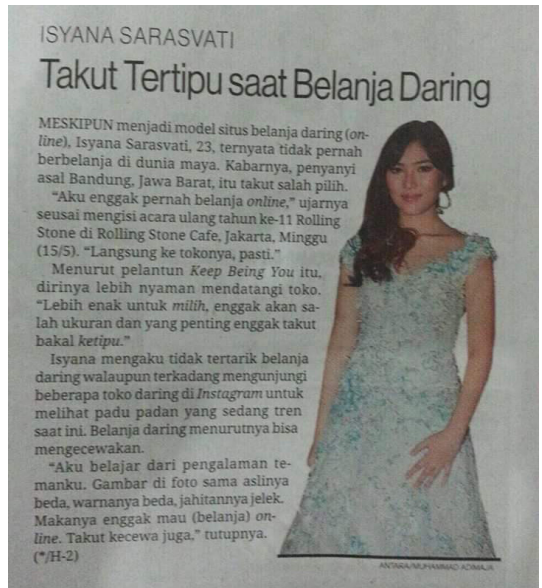 ISYANA SARASVATI
Takut Tertipu saat Belanja Daring
MESKIPUN menjadi model situs belanja daring (on-
line), Isyana Sarasvati, 23, ternyata tidak pernah
berbelanja di dunia maya. Kabarnya, penyanyi
asal Bandung, Jawa Barat, itu takut salah pilih.
"Aku enggak pernah belanja online," ujarnya
seusai mengisi acara ulang tahun ke-11 Rolling
Stone di Rolling Stone Cafe, Jakarta, Minggu
(15/5). "Langsung ke tokonya, pasti."
Menurut pelantun Keep Being You itu,
dirinya lebih nyaman mendatangi toko.
"Lebih enak untuk milih, enggak akan sa-
lah ukuran dan yang penting enggak takut
bakal ketipu."
Isyana mengaku tidak tertarik belanja
daring walaupun terkadang mengunjungi
beberapa toko daring di Instagram untuk
melihat padu padan yang sedang tren
saat ini. Belanja daring menurutnya bisa
mengecewakan.
"Aku belajar dari pengalaman te-
manku. Gambar di foto sama aslinya
beda, warnanya beda, jahitannya jelek.
Makanya enggak mau (belanja) on-
line. Takut kecewa juga," tutupnya.
(*/H-2)
ANTARA/MUHAMMAD ADIMAJA